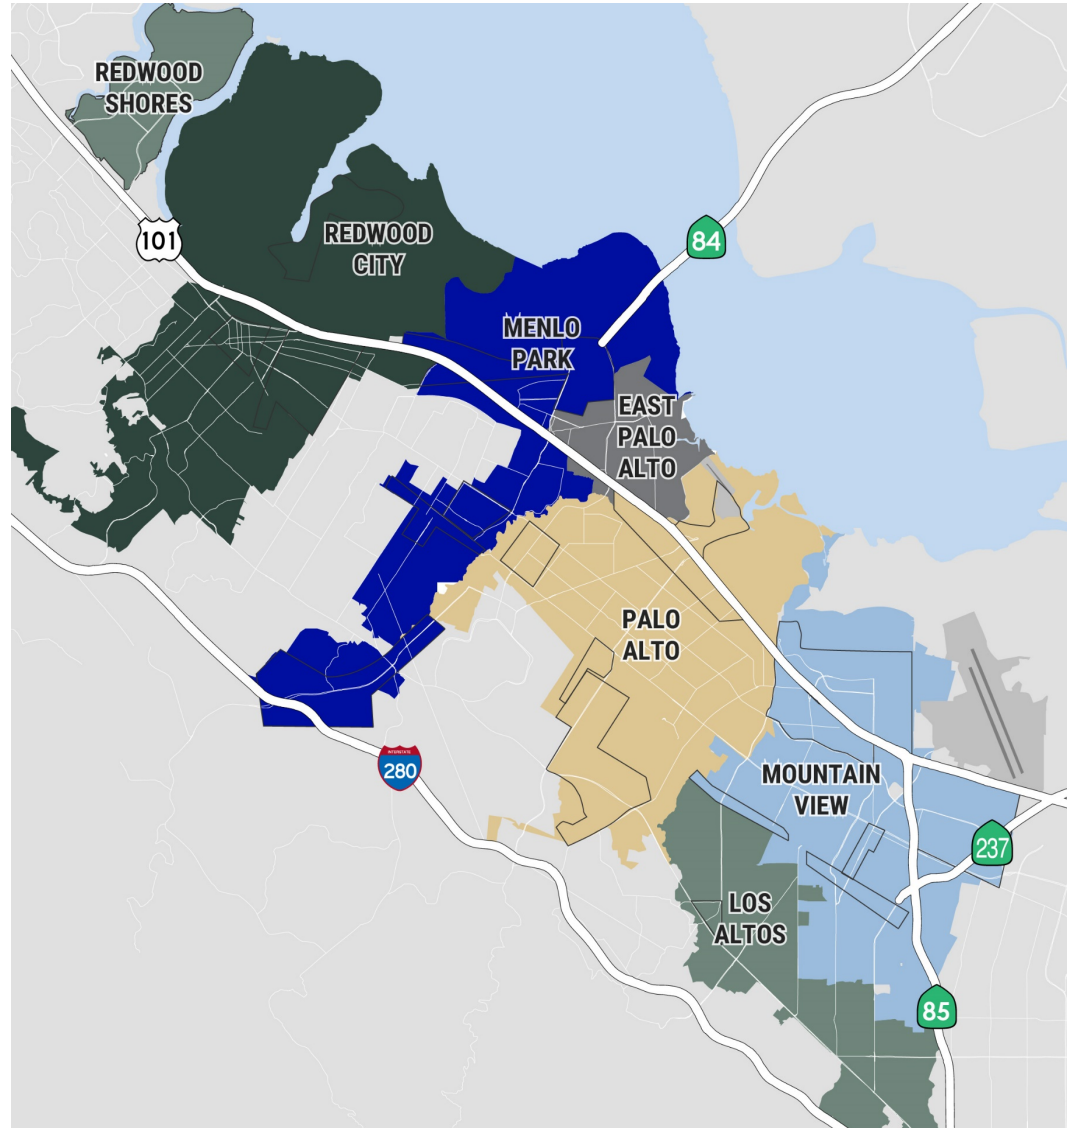 REDWOOD
SHORES
101
REDWOOD
CITY
84
MENLO
PARK
EAST
PALO
ALTO
PALO
ALTO
INTERSTATE
280
MOUNTAIN
VIEW
237
LOS
ALTOS
85